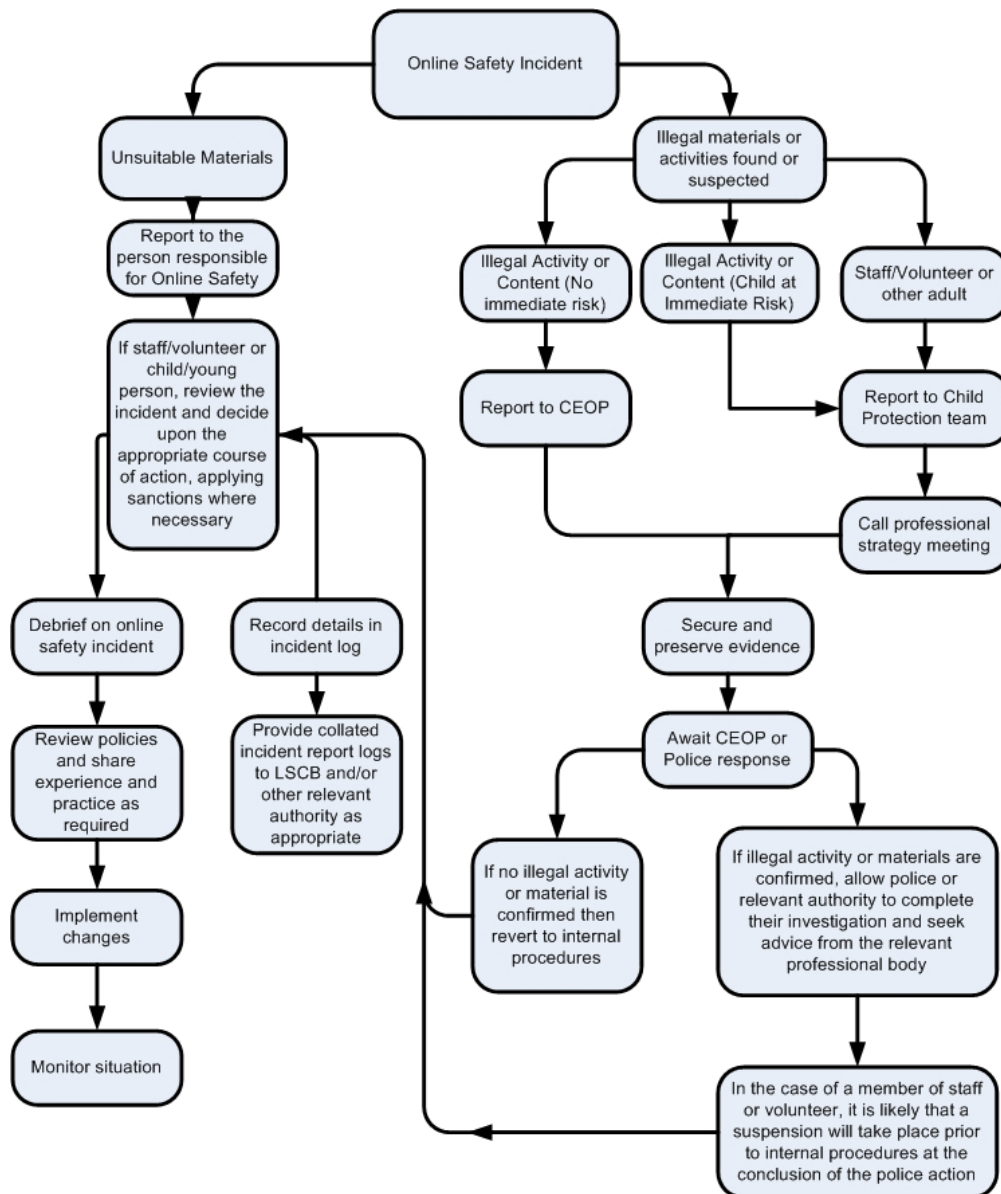 Online Safety Incident
Unsuitable Materials
Illegal materials or
activities found or
suspected
Report to the
person responsible
for Online Safety
Illegal Activity or
Content (No
immediate risk)
Illegal Activity or
Content (Child at
Immediate Risk)
Staff/Volunteer or
other adult
If staff/volunteer or
child/young
person, review the
incident and decide
upon the
appropriate course
of action, applying
sanctions where
necessary
Report to CEOP
Report to Child
Protection team
Call professional
strategy meeting
Debrief on online
safety incident
Record details in
incident log
Secure and
preserve evidence
Review policies
and share
experience and
practice as
required
Provide collated
incident report logs
to LSCB and/or
other relevant
authority as
appropriate
Await CEOP or
Police response
If no illegal activity
or material is
confirmed then
revert to internal
procedures
If illegal activity or materials are
confirmed, allow police or
relevant authority to complete
their investigation and seek
advice from the relevant
professional body
Implement
changes
Monitor situation
In the case of a member of staff
or volunteer, it is likely that a
suspension will take place prior
to internal procedures at the
conclusion of the police action